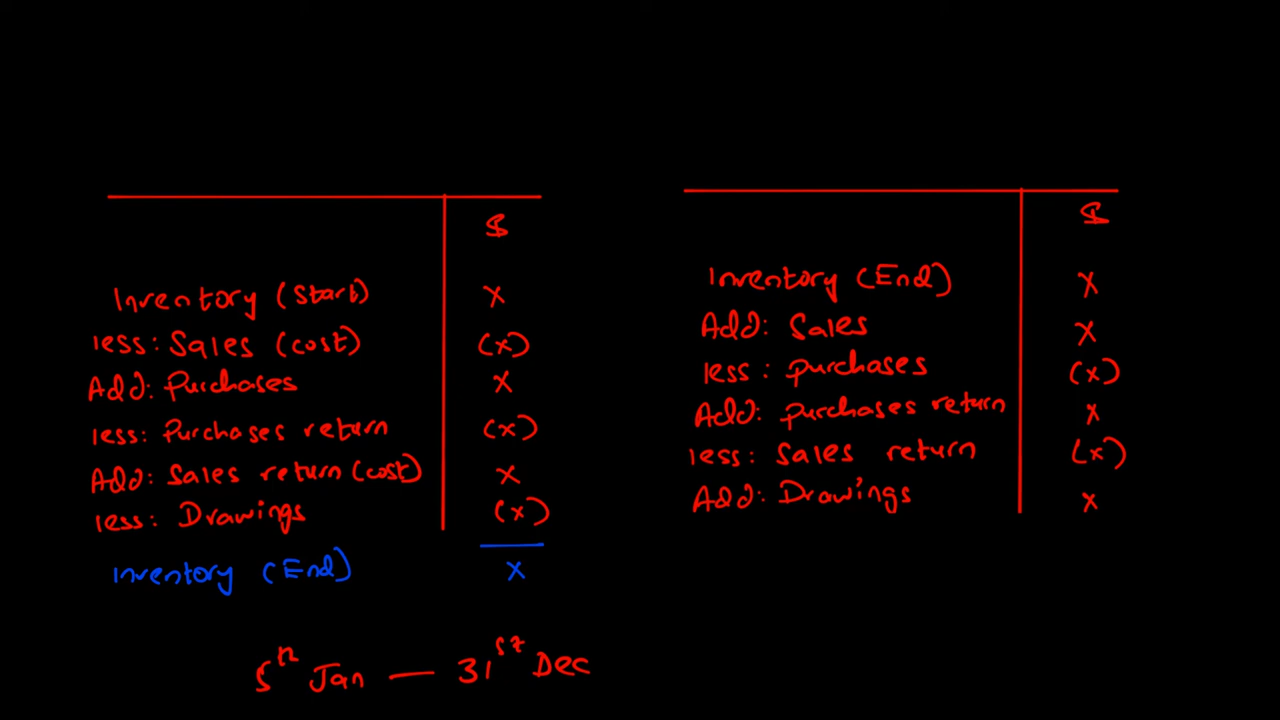 $
Inventory (Start) X
less: Sales (cost) (x)
Add: Purchases X
less: Purchases return (x)
Add: Sales return (cost) X
less: Drawings (x)
Inventory (End) X
5th Jan — 31st Dec
$
Inventory (End) X
Add: Sales X
less: purchases (x)
Add: purchases return X
less: Sales return (x)
Add: Drawings X